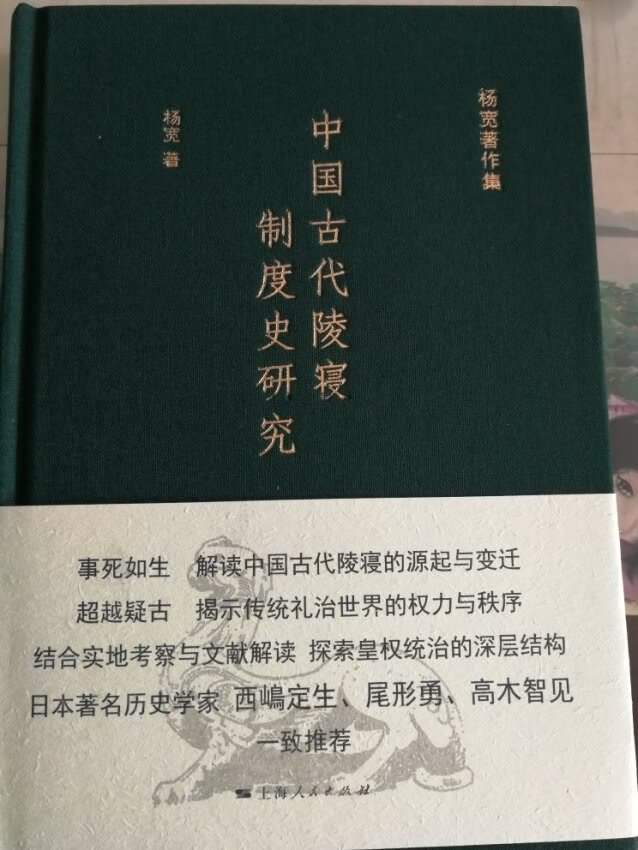 杨宽著作集
中国古代陵寝
制度史研究
杨宽 著
事死如生 解读中国古代陵寝的源起与变迁
超越疑古 揭示传统礼治世界的权力与秩序
结合实地考察与文献解读 探索皇权统治的深层结构
日本著名历史学家 西嶋定生、尾形勇、高木智见
一致推荐
上海人民出版社